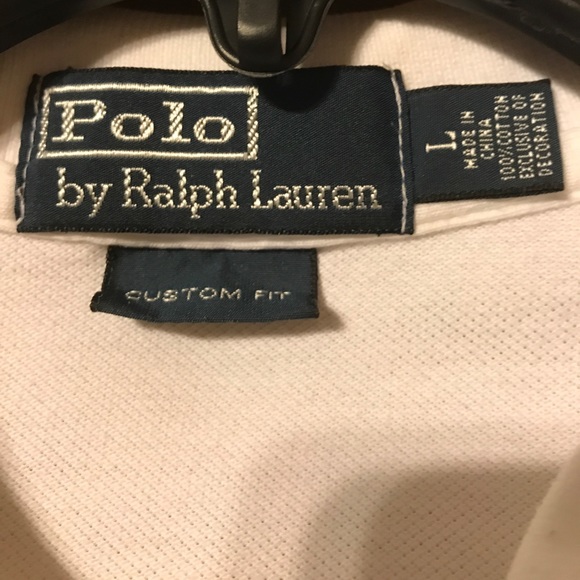 Polo
by Ralph Lauren
L
MADE IN
CHINA
100%COTTON
EXCLUSIVE OF
DECORATION
CUSTOM FIT